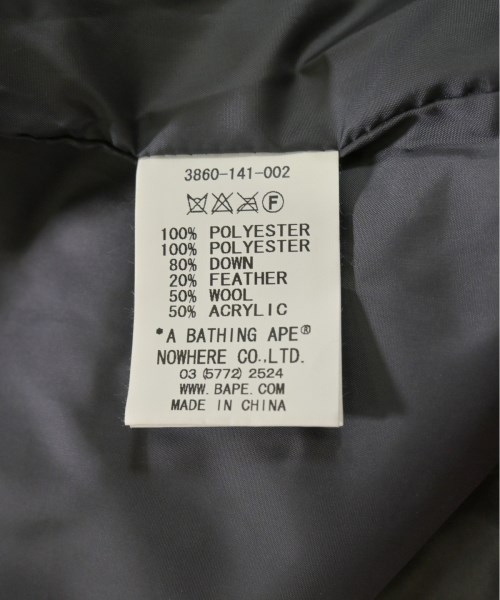 3860-141-002
F
100% POLYESTER
100% POLYESTER
80% DOWN
20% FEATHER
50% WOOL
50% ACRYLIC
*A BATHING APE®
NOWHERE CO.,LTD.
03 (5772) 2524
WWW. BAPE. COM
MADE IN CHINA